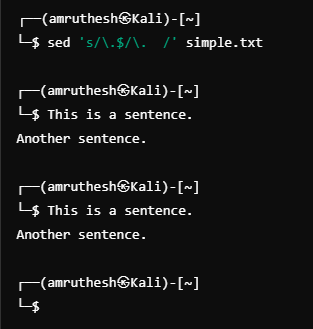 ┌──(amruthesh㉿Kali)-[~]
└─$ sed 's/\.$/\.  /' simple.txt
┌──(amruthesh㉿Kali)-[~]
└─$ This is a sentence.
Another sentence.
┌──(amruthesh㉿Kali)-[~]
└─$ This is a sentence.
Another sentence.
┌──(amruthesh㉿Kali)-[~]
└─$